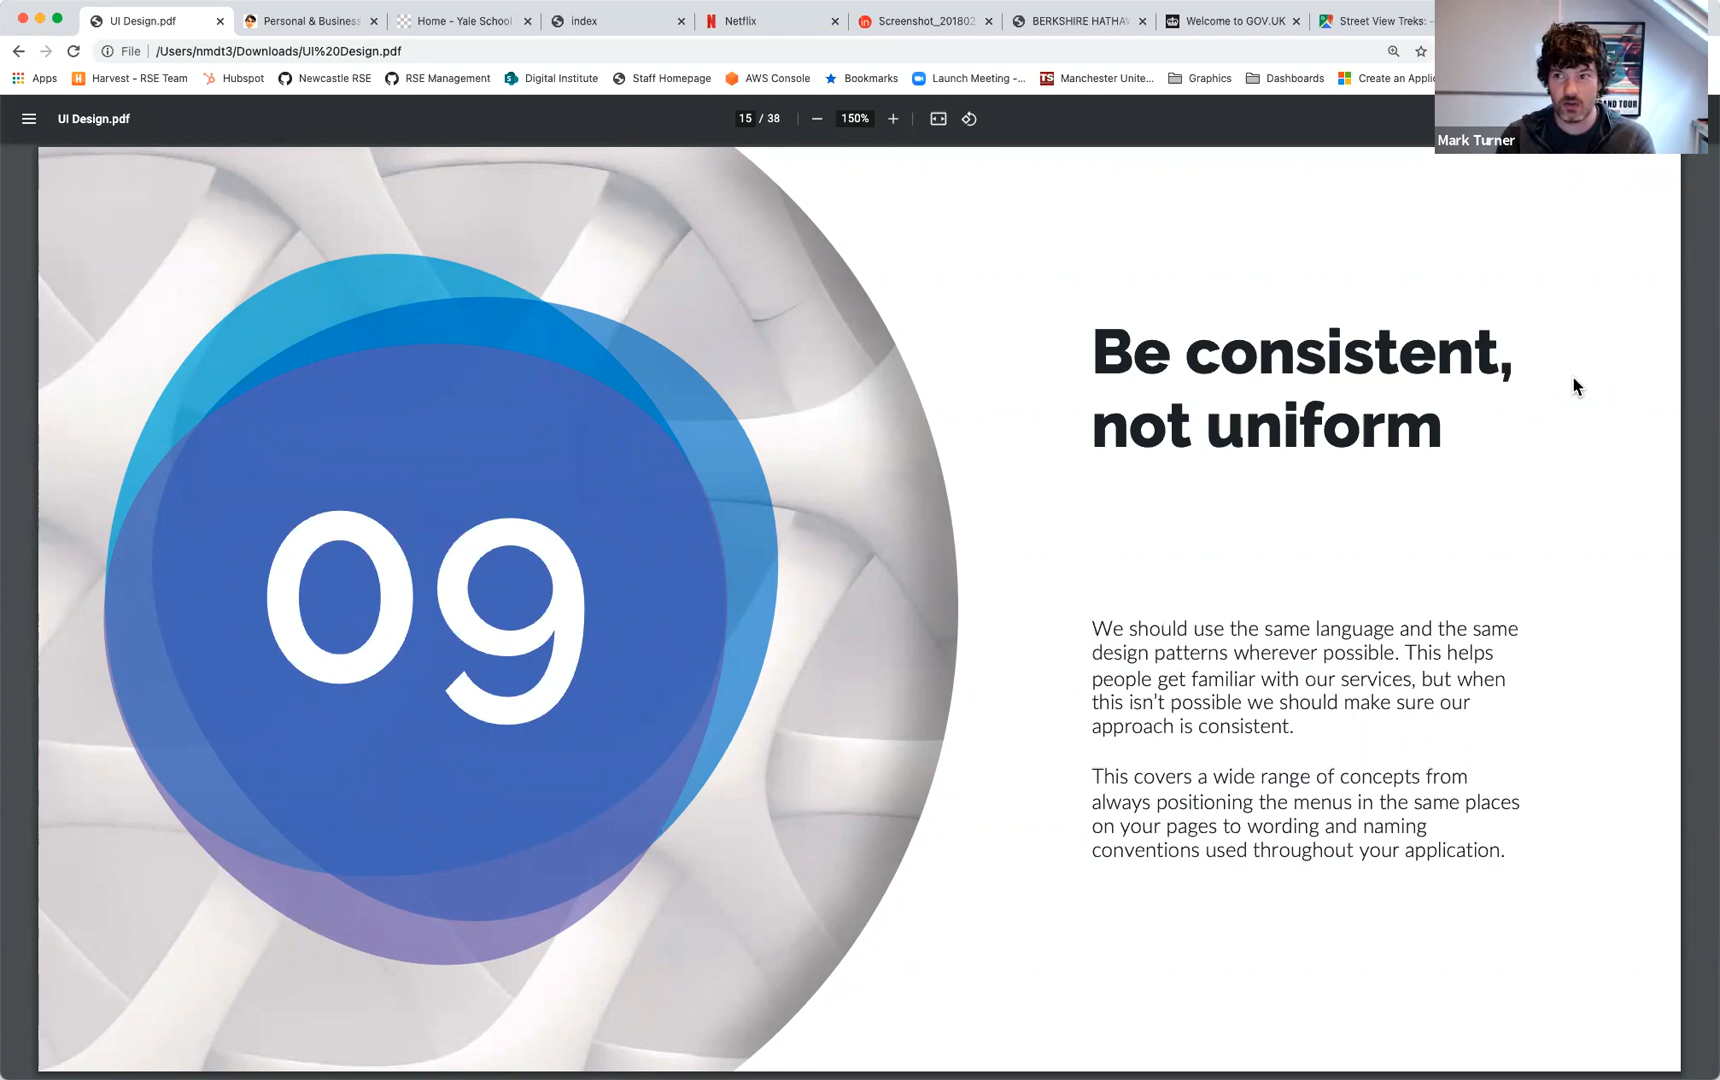 UI Design.pdf
Personal & Business
Home - Yale School
index
Netflix
Screenshot_201802
BERKSHIRE HATHA
Welcome to GOV.UK
Street View Treks:
File
/Users/nmdt3/Downloads/UI%20Design.pdf
Apps
Harvest - RSE Team
Hubspot
Newcastle RSE
RSE Management
Digital Institute
Staff Homepage
AWS Console
Bookmarks
Launch Meeting -...
Manchester Unite...
Graphics
Dashboards
Create an Appli
UI Design.pdf
15 / 38
150%
AND TOUR
Mark Turner
09
Be consistent,
not uniform
We should use the same language and the same
design patterns wherever possible. This helps
people get familiar with our services, but when
this isn’t possible we should make sure our
approach is consistent.
This covers a wide range of concepts from
always positioning the menus in the same places
on your pages to wording and naming
conventions used throughout your application.